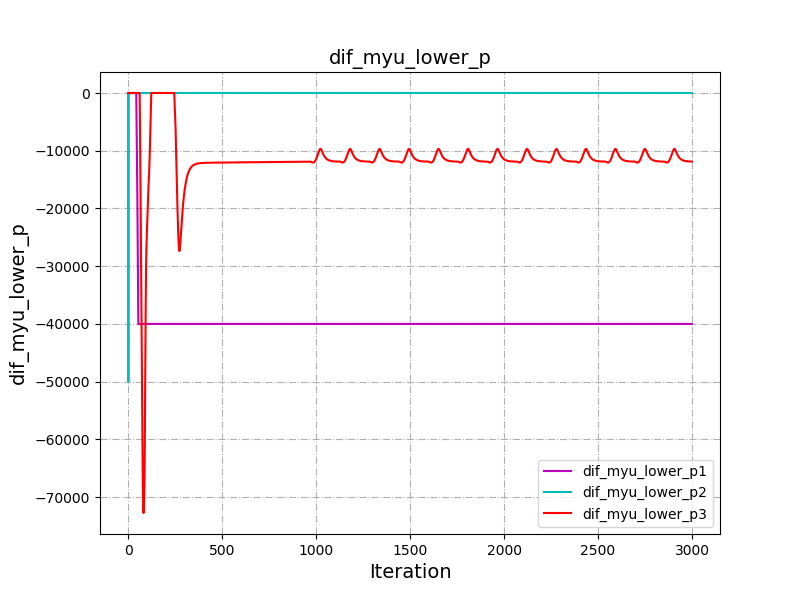 dif_myu_lower_p
0
−10000
−20000
−30000
−40000
−50000
−60000
−70000
dif_myu_lower_p
dif_myu_lower_p1
dif_myu_lower_p2
dif_myu_lower_p3
0 500 1000 1500 2000 2500 3000
Iteration